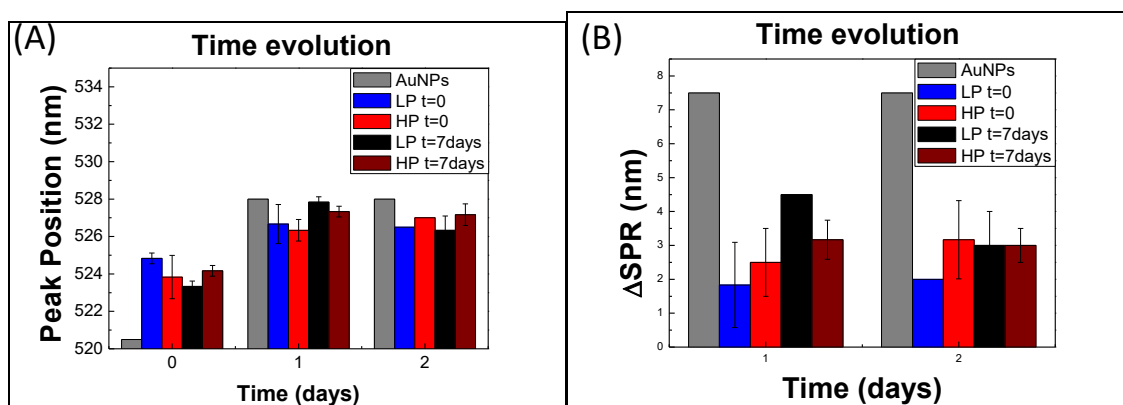 (A)
Time evolution
Peak Position (nm)
534
532
530
528
526
524
522
520
AuNPs
LP t=0
HP t=0
LP t=7days
HP t=7days
0 1 2
Time (days)
(B)
Time evolution
ΔSPR (nm)
8
7
6
5
4
3
2
1
0
AuNPs
LP t=0
HP t=0
LP t=7days
HP t=7days
1 2
Time (days)